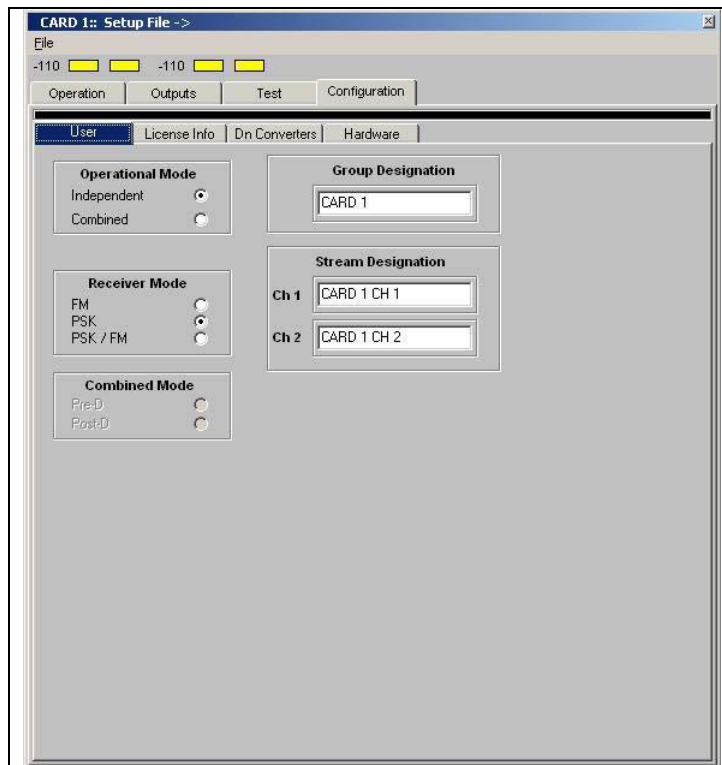 CARD 1:: Setup File ->
File
-110 -110
Operation Outputs Test Configuration
User License Info Dn Converters Hardware
Operational Mode
Independent
Combined
Group Designation
CARD 1
Receiver Mode
FM
PSK
PSK / FM
Stream Designation
Ch 1 CARD 1 CH 1
Ch 2 CARD 1 CH 2
Combined Mode
Pre-D
Post-D